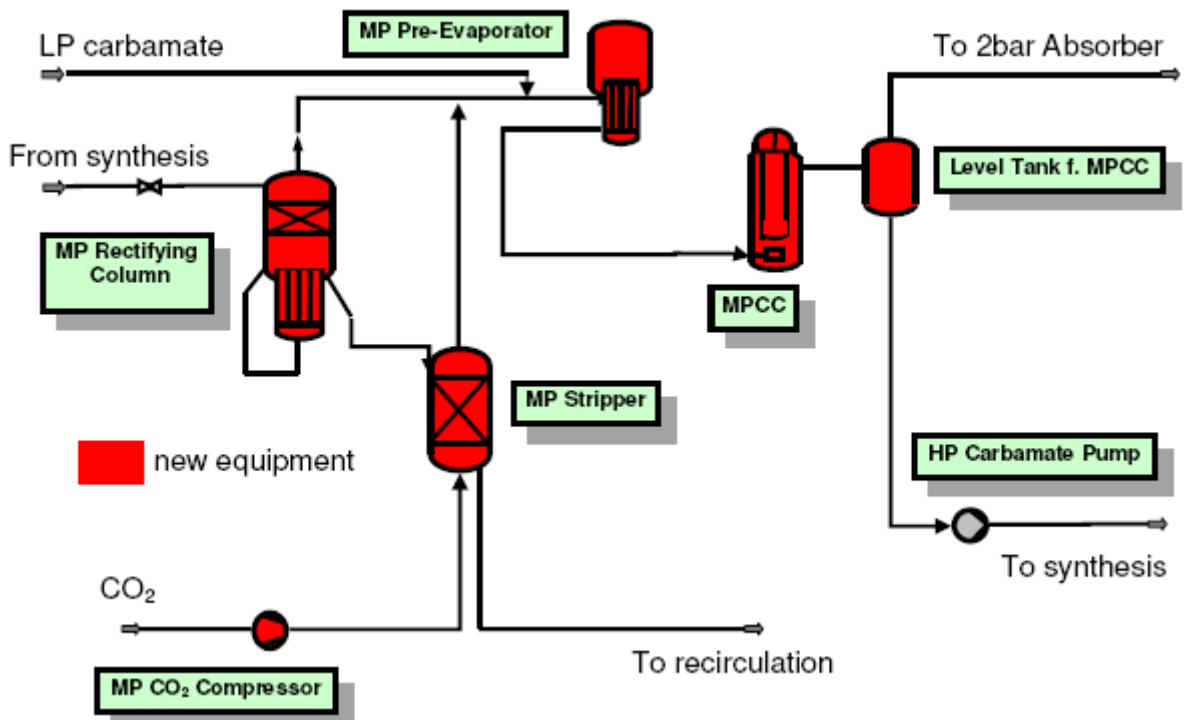 MP Pre-Evaporator
LP carbamate
To 2bar Absorber
From synthesis
Level Tank f. MPCC
MP Rectifying
Column
MPCC
MP Stripper
new equipment
HP Carbamate Pump
To synthesis
CO₂
To recirculation
MP CO₂ Compressor